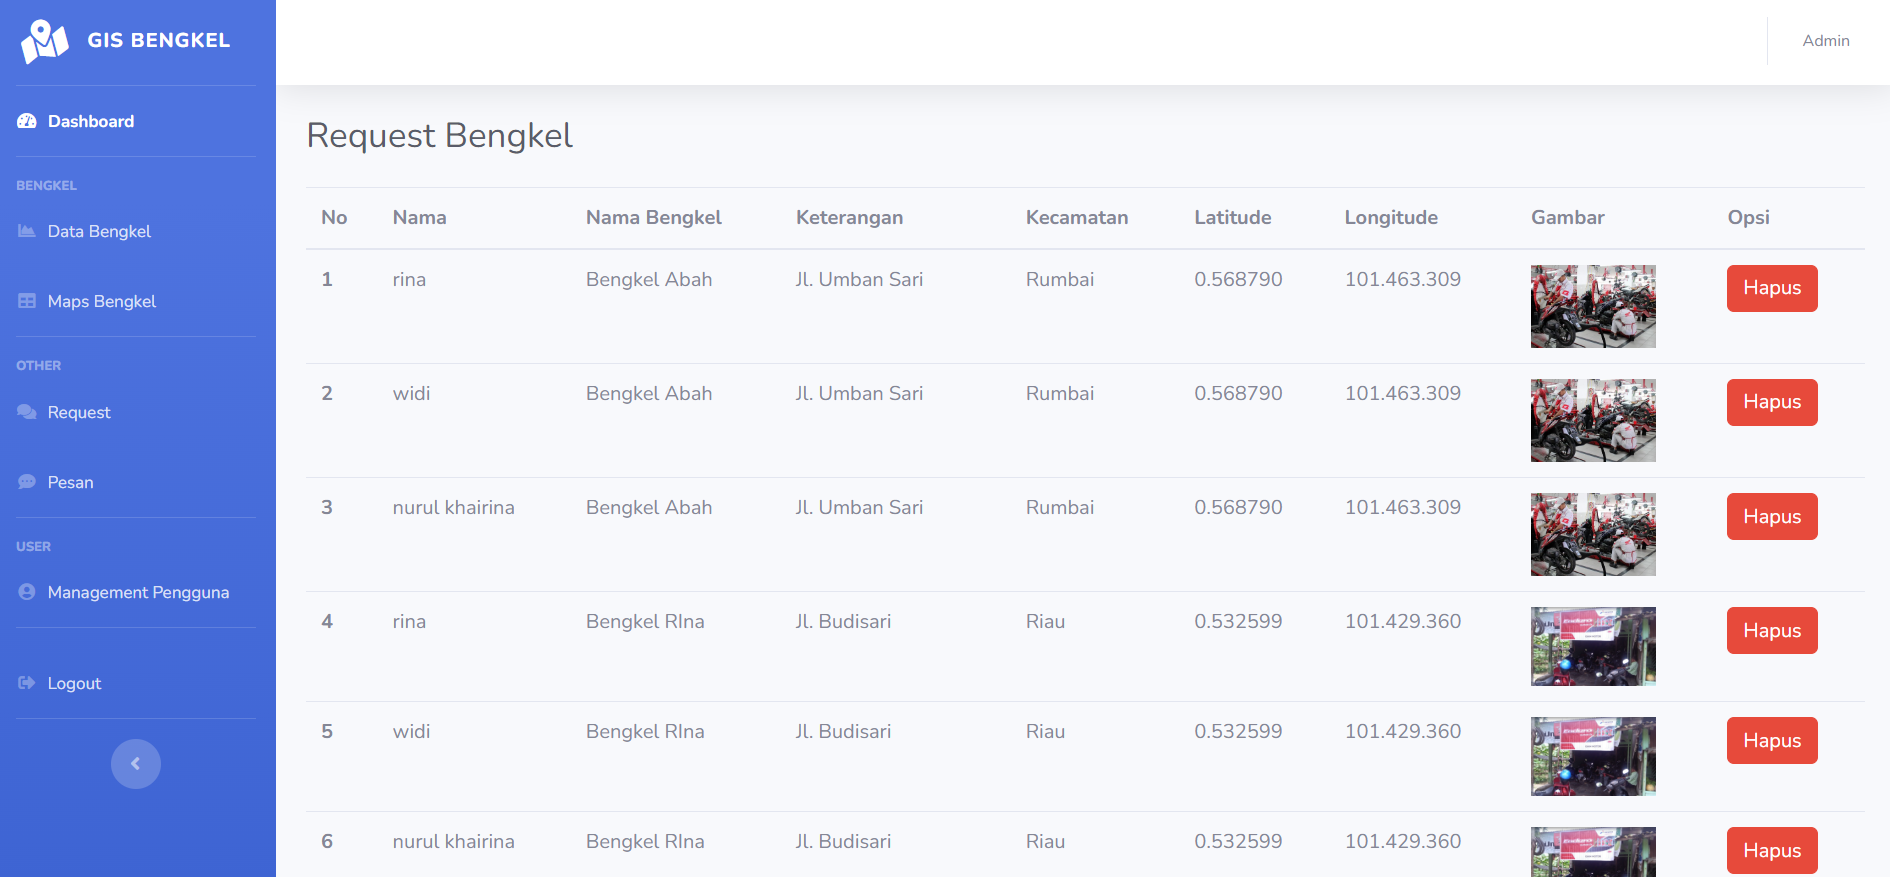 GIS BENGKEL
Admin
Dashboard
BENGKEL
Data Bengkel
Maps Bengkel
OTHER
Request
Pesan
USER
Management Pengguna
Logout
Request Bengkel
No Nama Nama Bengkel Keterangan Kecamatan Latitude Longitude Gambar Opsi
1 rina Bengkel Abah Jl. Umban Sari Rumbai 0.568790 101.463.309 Hapus
2 widi Bengkel Abah Jl. Umban Sari Rumbai 0.568790 101.463.309 Hapus
3 nurul khairina Bengkel Abah Jl. Umban Sari Rumbai 0.568790 101.463.309 Hapus
4 rina Bengkel RIna Jl. Budisari Riau 0.532599 101.429.360 Hapus
5 widi Bengkel RIna Jl. Budisari Riau 0.532599 101.429.360 Hapus
6 nurul khairina Bengkel RIna Jl. Budisari Riau 0.532599 101.429.360 Hapus